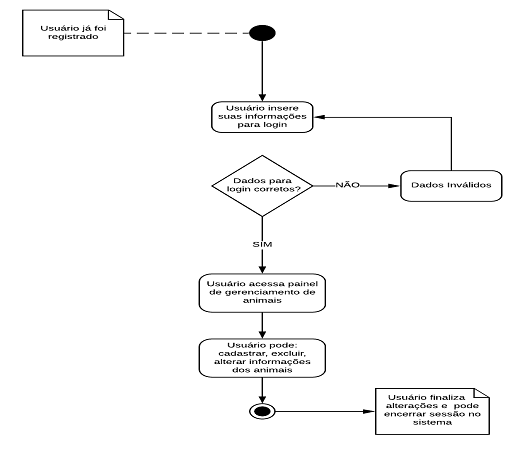 Usuário já foi
registrado
Usuário insere
suas informações
para login
Dados para
login corretos?
NÃO
Dados Inválidos
SIM
Usuário acessa painel
de gerenciamento de
animais
Usuário pode:
cadastrar, excluir,
alterar informações
dos animais
Usuário finaliza
alterações e pode
encerrar sessão no
sistema